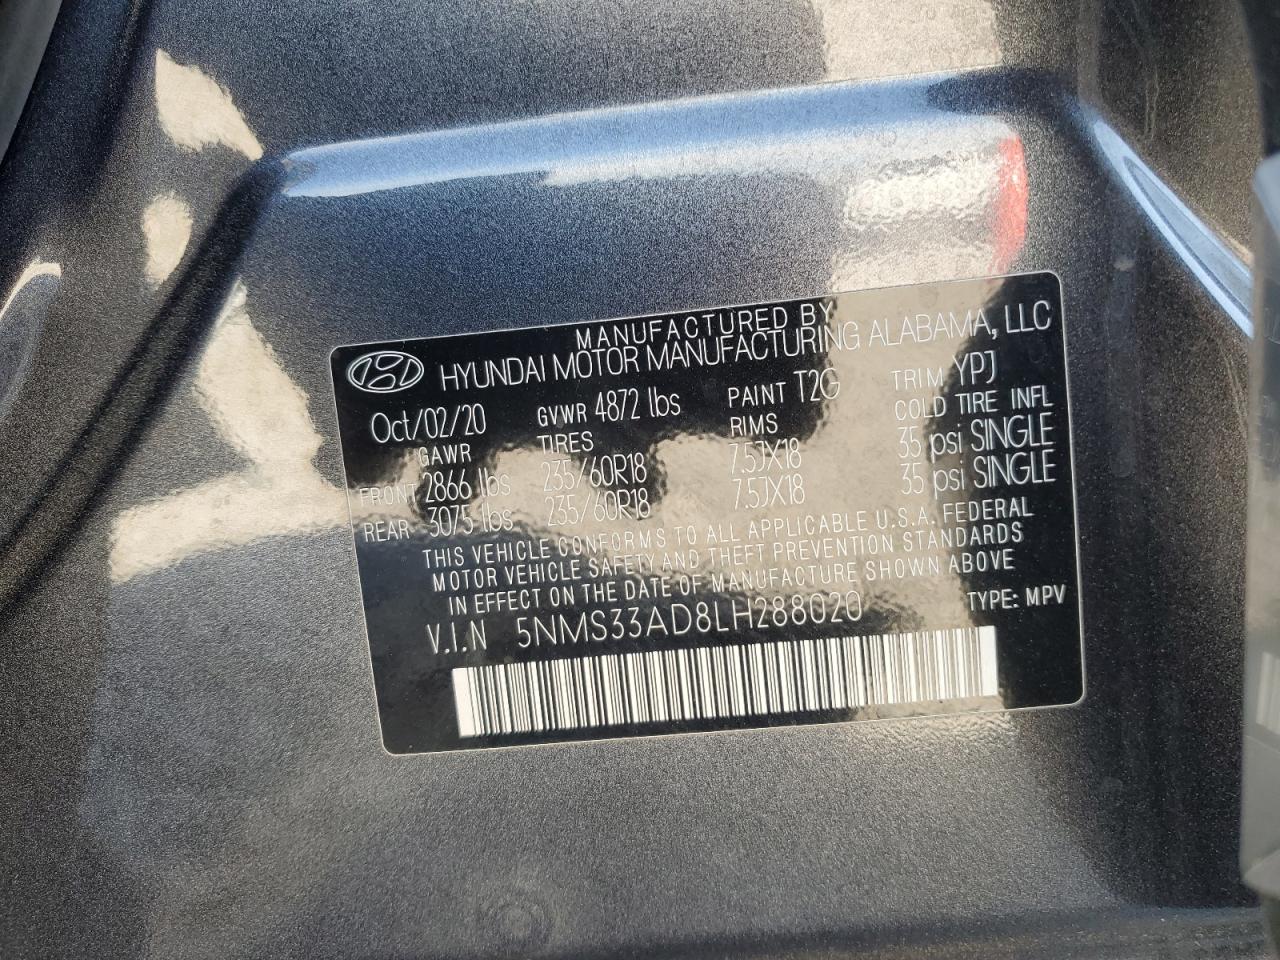 MANUFACTURED BY
HYUNDAI MOTOR MANUFACTURING ALABAMA, LLC
Oct/02/20 GVWR 4872 lbs PAINT T2G TRIM YPJ
GAWR TIRES RIMS COLD TIRE INFL
FRONT 2866 lbs 235/60R18 7.5JX18 35 psi SINGLE
REAR 3075 lbs 235/60R18 7.5JX18 35 psi SINGLE
THIS VEHICLE CONFORMS TO ALL APPLICABLE U.S.A. FEDERAL
MOTOR VEHICLE SAFETY AND THEFT PREVENTION STANDARDS
IN EFFECT ON THE DATE OF MANUFACTURE SHOWN ABOVE
V.I.N 5NMS33AD8LH288020 TYPE: MPV